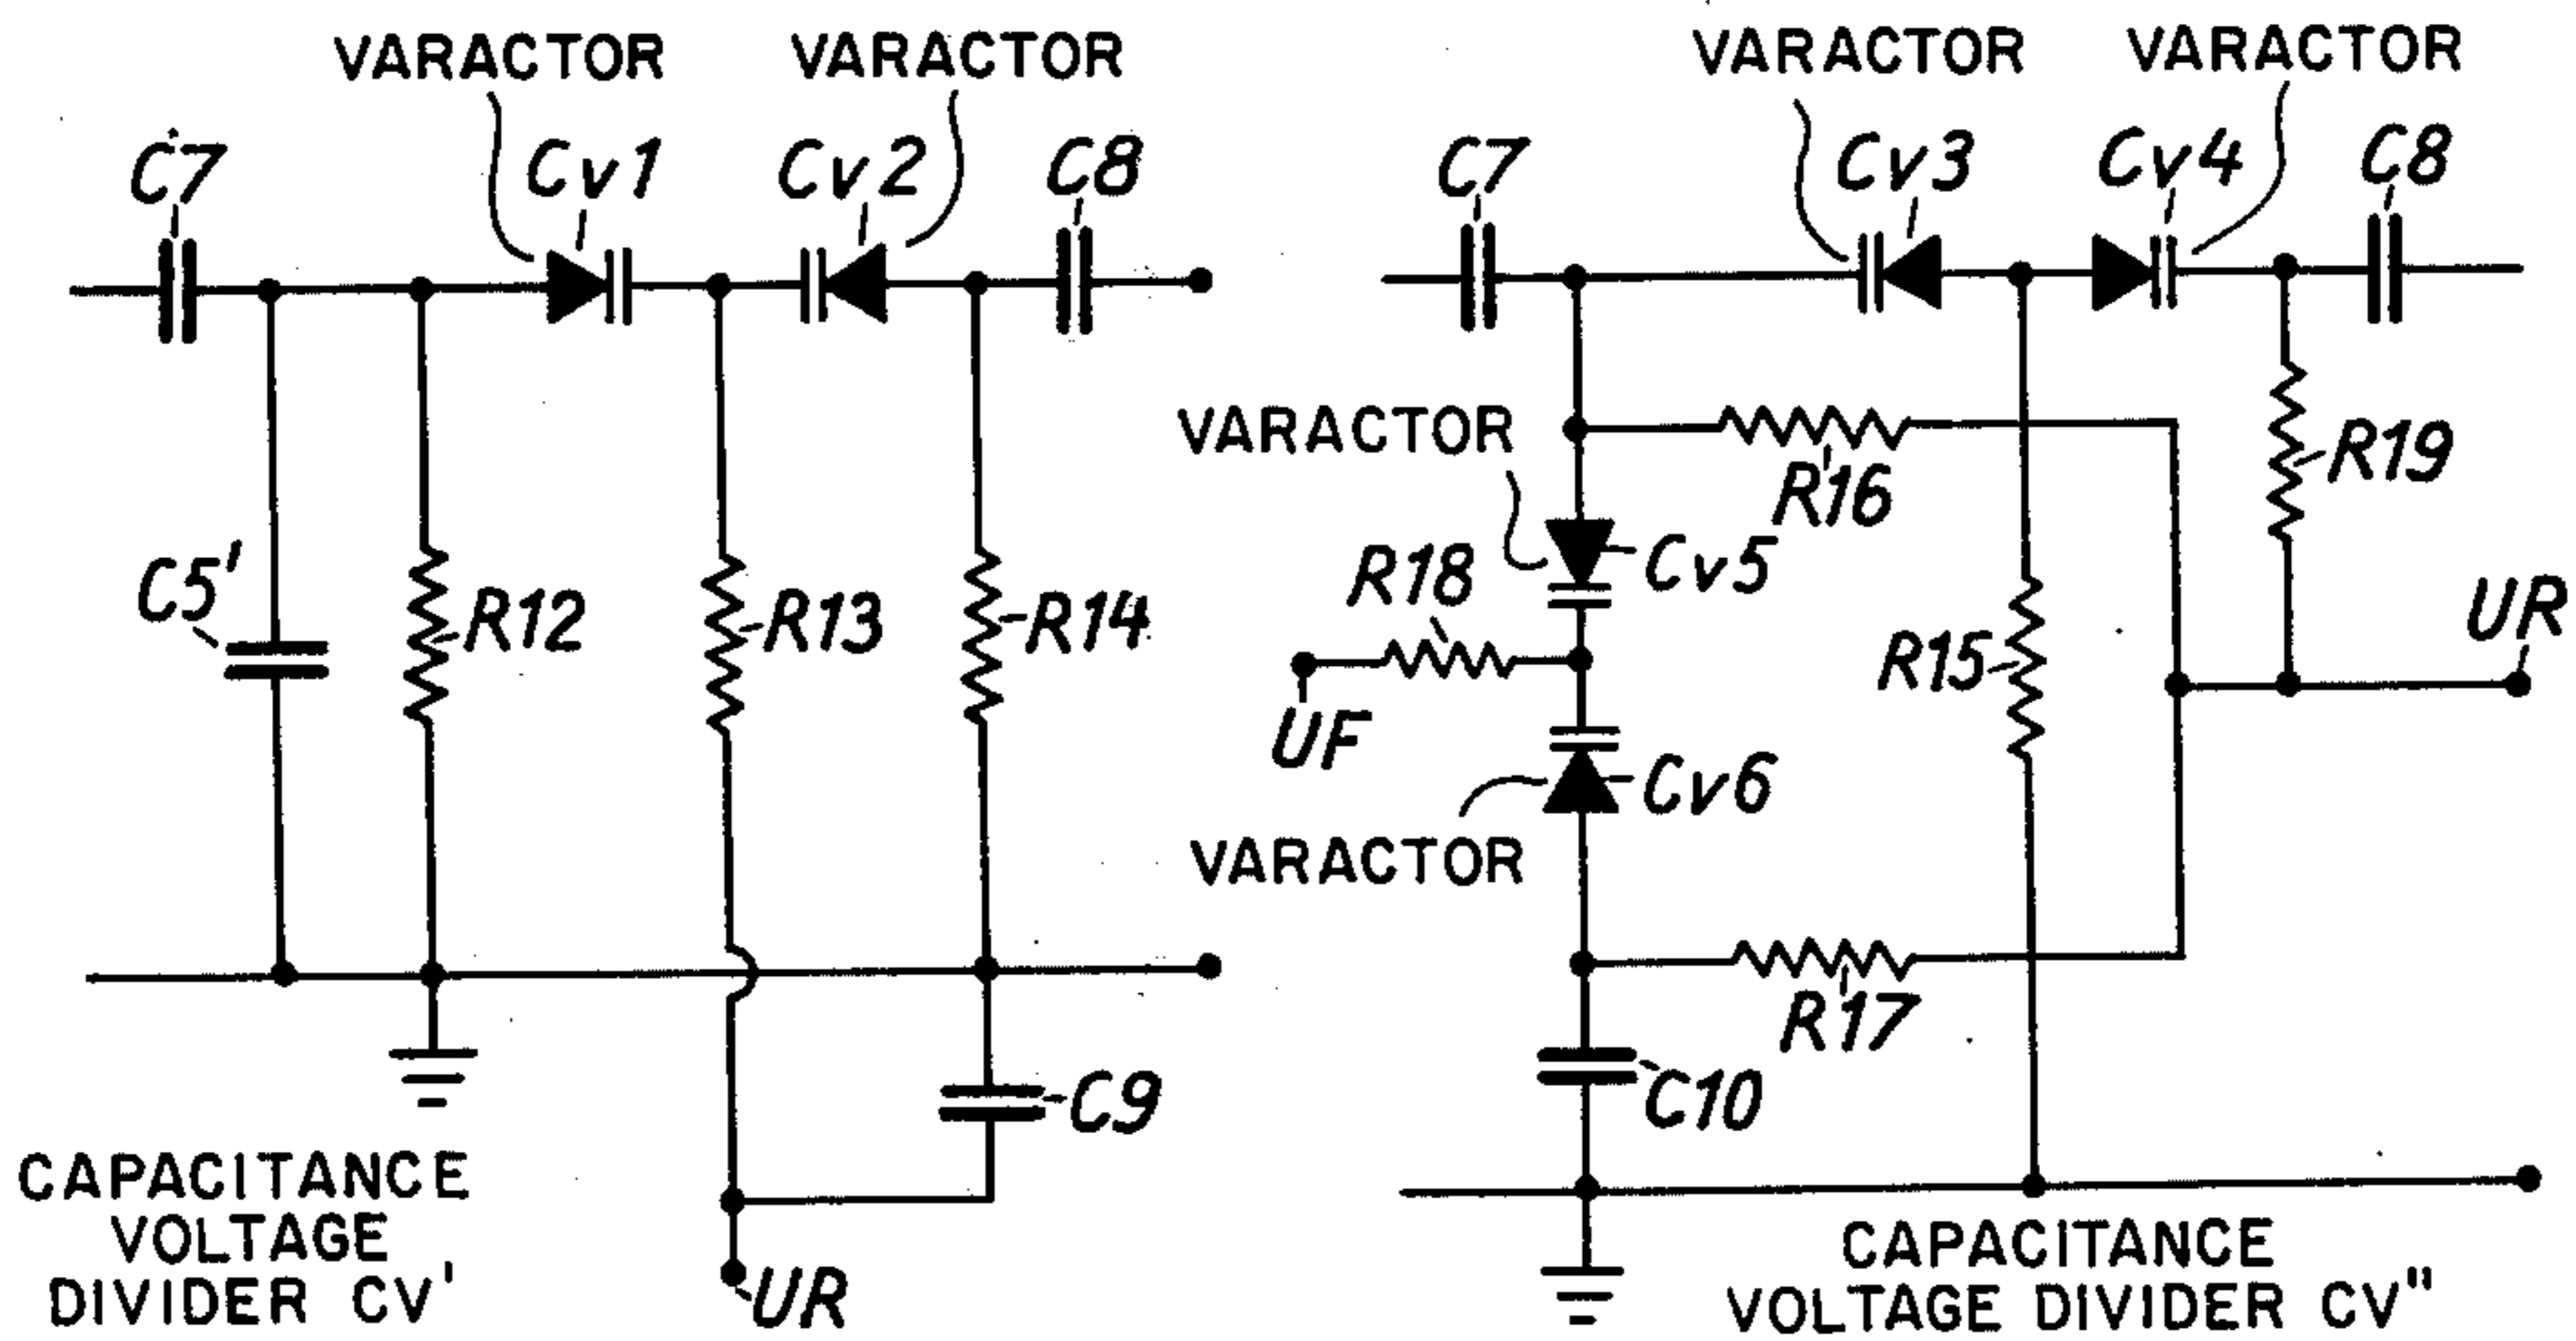 VARACTOR
VARACTOR
C7
Cv1
Cv2
C8
C5'
R12
R13
R14
C9
UR
CAPACITANCE
VOLTAGE
DIVIDER CV'
VARACTOR
VARACTOR
C7
Cv3
Cv4
C8
VARACTOR
R16
R19
R18
Cv5
R15
UR
UF
Cv6
VARACTOR
R17
C10
CAPACITANCE
VOLTAGE DIVIDER CV"